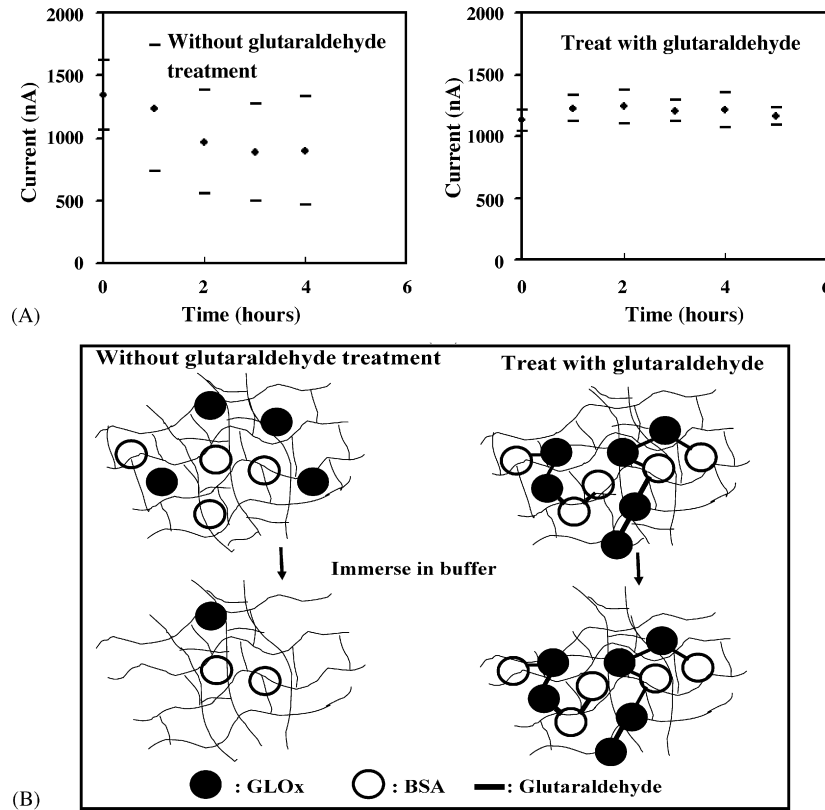 2000
1500
1000
500
0
Current (nA)
Without glutaraldehyde
treatment
0
2
4
6
Time (hours)
(A)
2000
1500
1000
500
0
Current (nA)
Treat with glutaraldehyde
0
2
4
6
Time (hours)
Without glutaraldehyde treatment
Treat with glutaraldehyde
Immerse in buffer
: GLOx
: BSA
: Glutaraldehyde
(B)